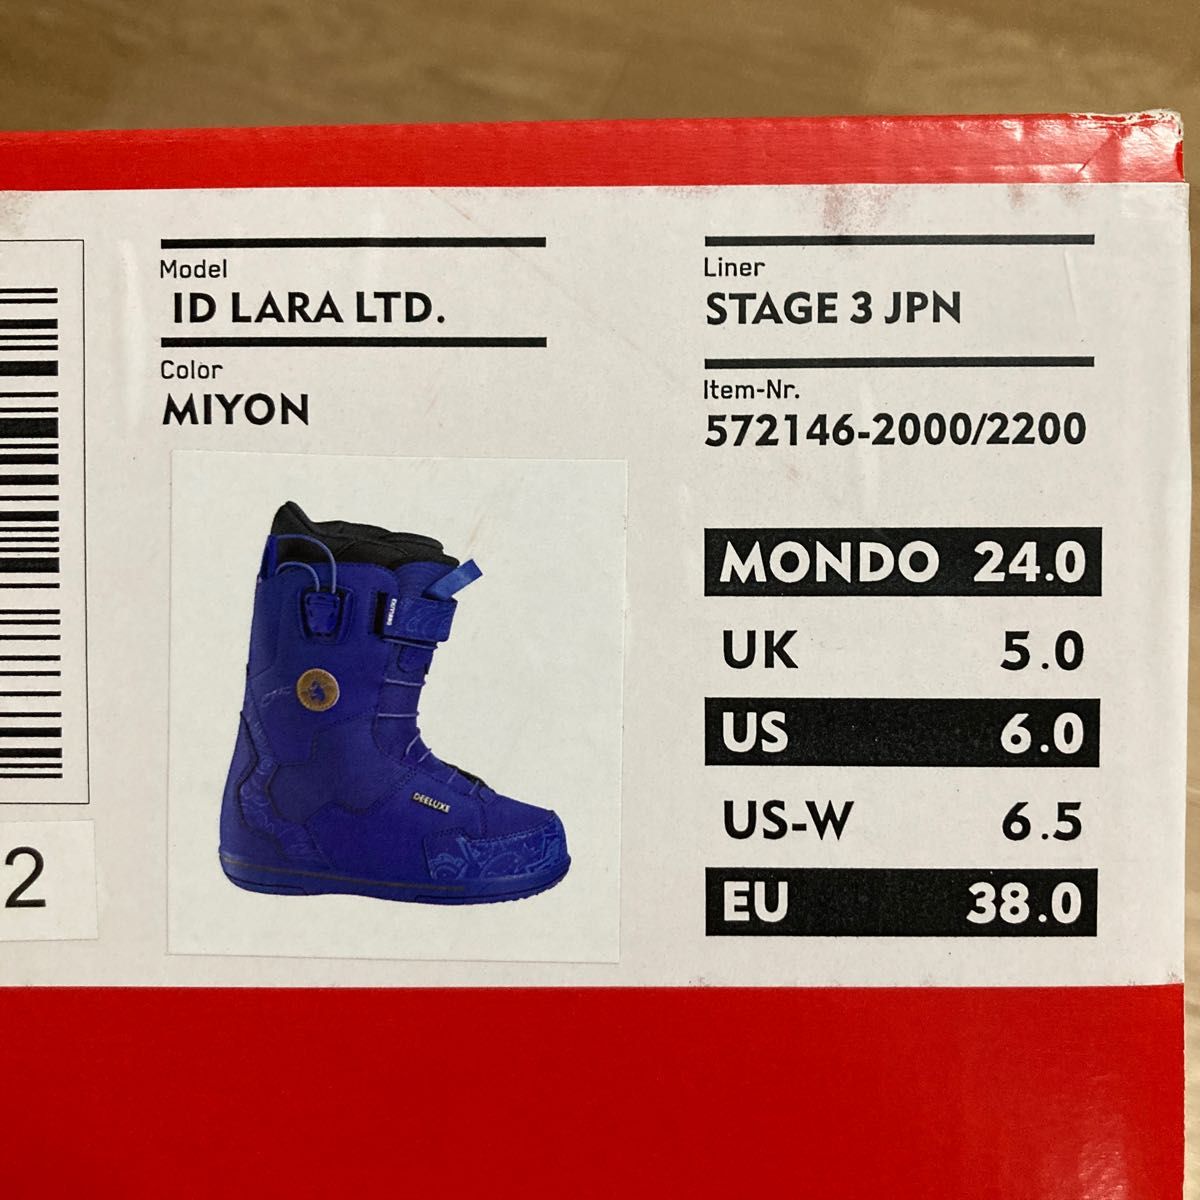 Model
ID LARA LTD.
Color
MIYON
DEELUXE
2
Liner
STAGE 3 JPN
Item-Nr.
572146-2000/2200
MONDO 24.0
UK 5.0
US 6.0
US-W 6.5
EU 38.0